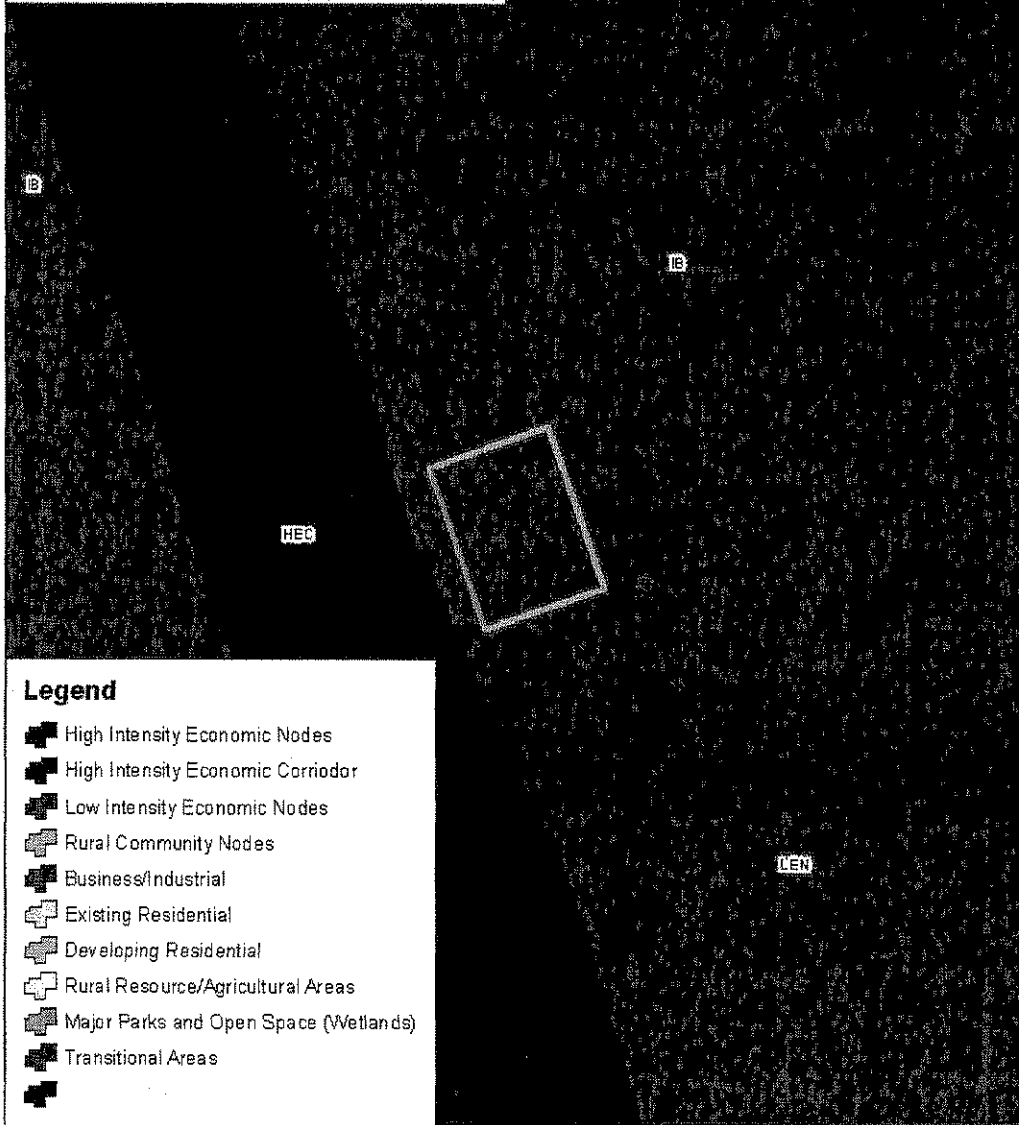 IB
IB
HEC
LEN
Legend
High Intensity Economic Nodes
High Intensity Economic Corriodor
Low Intensity Economic Nodes
Rural Community Nodes
Business/Industrial
Existing Residential
Developing Residential
Rural Resource/Agricultural Areas
Major Parks and Open Space (Wetlands)
Transitional Areas